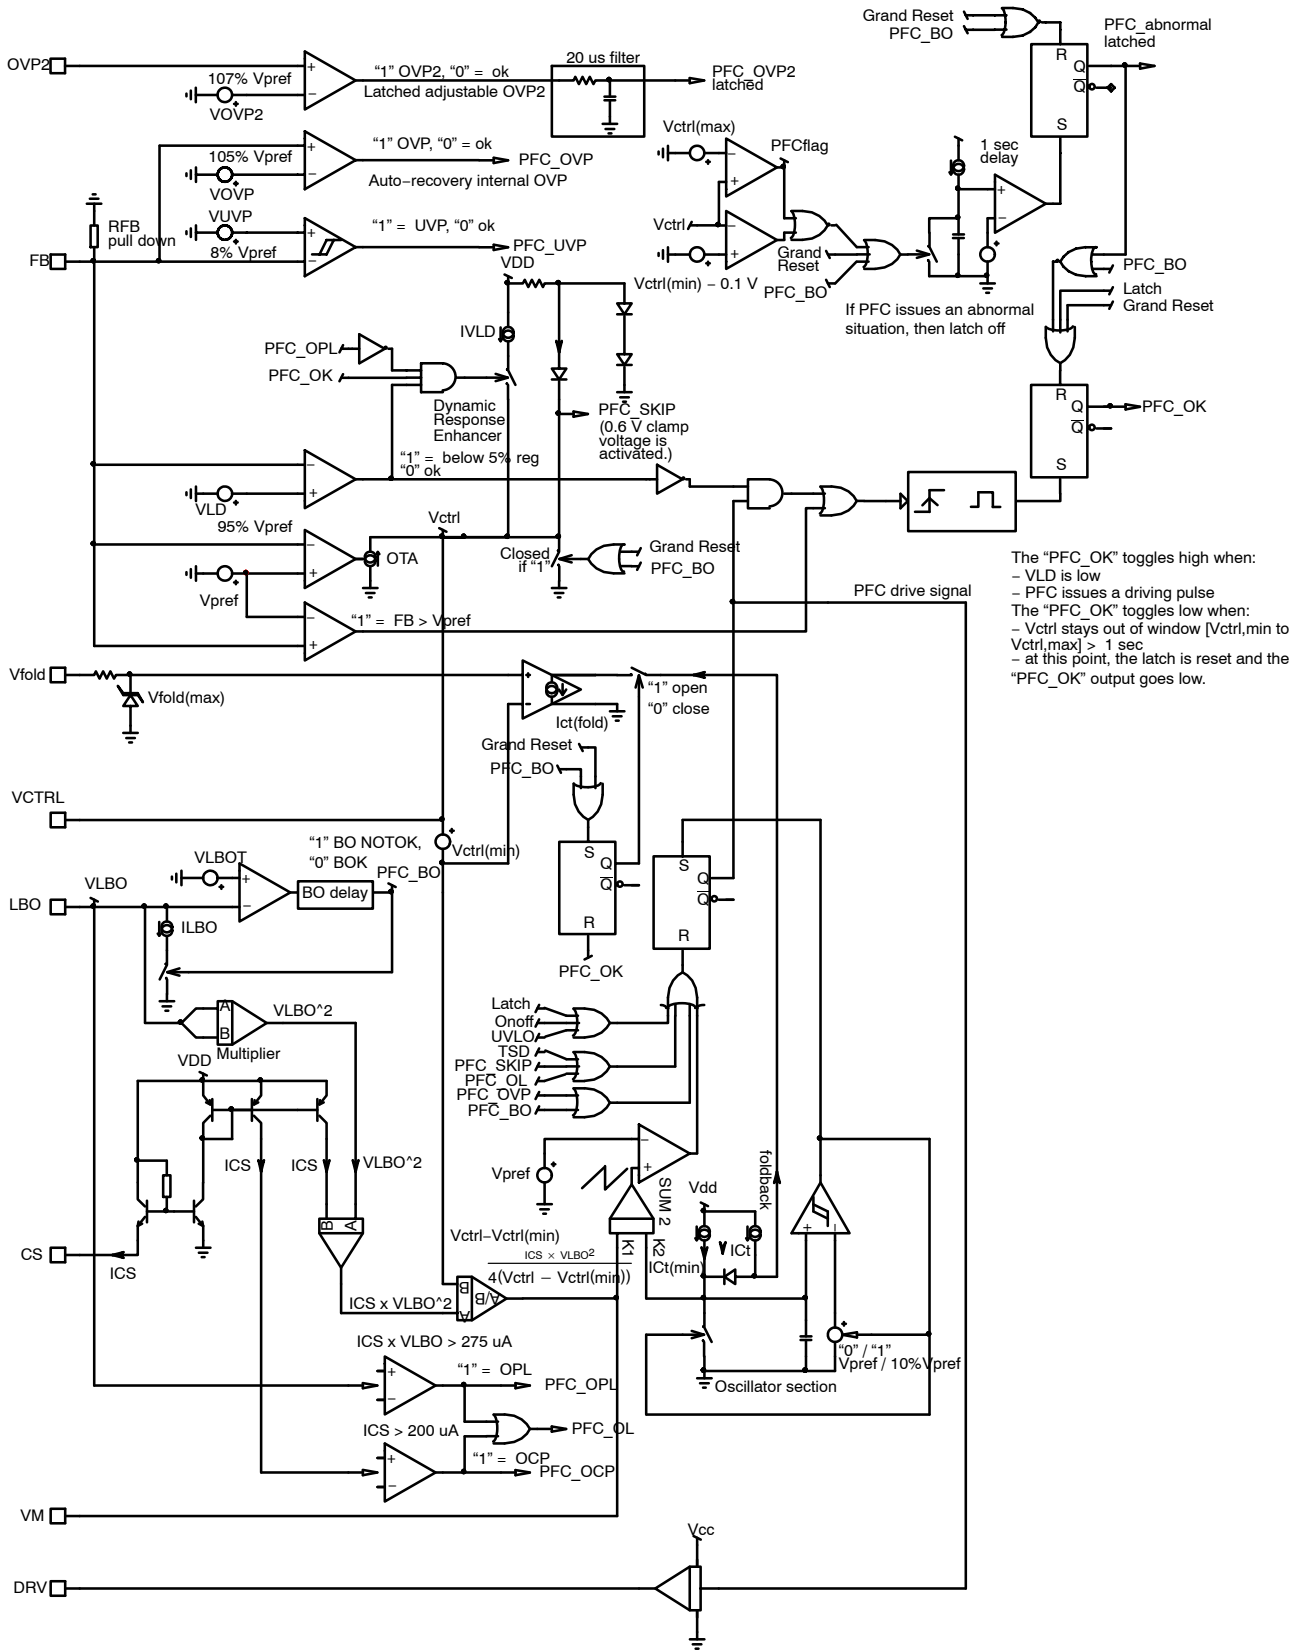 Grand Reset
PFC_BO
PFC_abnormal
latched
R
Q
Q
S
OVP2
107% Vpref
VOVP2
+
−
“1” OVP2, “0” = ok
Latched adjustable OVP2
20 us filter
PFC_OVP2
latched
105% Vpref
VOVP
+
−
“1” OVP, “0” = ok
PFC_OVP
Auto−recovery internal OVP
Vctrl(max)
−
+
PFCflag
1 sec
delay
+
−
RFB
pull down
FB
VUVP
8% Vpref
+
−
“1” = UVP, “0” ok
PFC_UVP
Vctrl
−
+
Vctrl(min) − 0.1 V
Grand
Reset
PFC_BO
PFC_BO
Latch
Grand Reset
If PFC issues an abnormal
situation, then latch off
VDD
IVLD
PFC_OPL
PFC_OK
Dynamic
Response
Enhancer
PFC_SKIP
(0.6 V clamp
voltage is
activated.)
R
Q
Q
S
PFC_OK
“1” = below 5% reg
“0” ok
−
+
VLD
95% Vpref
Vctrl
−
+
OTA
Closed
if “1”
Grand Reset
PFC_BO
Vpref
−
+
“1” = FB > Vpref
PFC drive signal
The “PFC_OK” toggles high when:
− VLD is low
− PFC issues a driving pulse
The “PFC_OK” toggles low when:
− Vctrl stays out of window [Vctrl,min to
Vctrl,max] > 1 sec
− at this point, the latch is reset and the
“PFC_OK” output goes low.
Vfold
Vfold(max)
+
−
Ict(fold)
“1” open
“0” close
Grand Reset
PFC_BO
VCTRL
Vctrl(min)
S
Q
Q
R
PFC_OK
S
Q
Q
R
“1” BO NOTOK,
“0” BOK
VLBOT
+
−
BO delay
PFC_BO
VLBO
LBO
ILBO
A
B
Multiplier
VLBO^2
Latch
Onoff
UVLO
TSD
PFC_SKIP
PFC_OL
PFC_OVP
PFC_BO
VDD
ICS
ICS
VLBO^2
B
A
CS
ICS
ICS x VLBO^2
Vpref
−
+
SUM 2
K1
K2
foldback
Vctrl−Vctrl(min)
ICS × VLBO2
4(Vctrl − Vctrl(min))
B
A
A/B
Vdd
ICt
ICt(min)
+
−
“0” / “1”
Vpref / 10%Vpref
Oscillator section
ICS x VLBO > 275 uA
+
−
“1” = OPL
PFC_OPL
ICS > 200 uA
PFC_OL
+
−
“1” = OCP
PFC_OCP
VM
Vcc
DRV